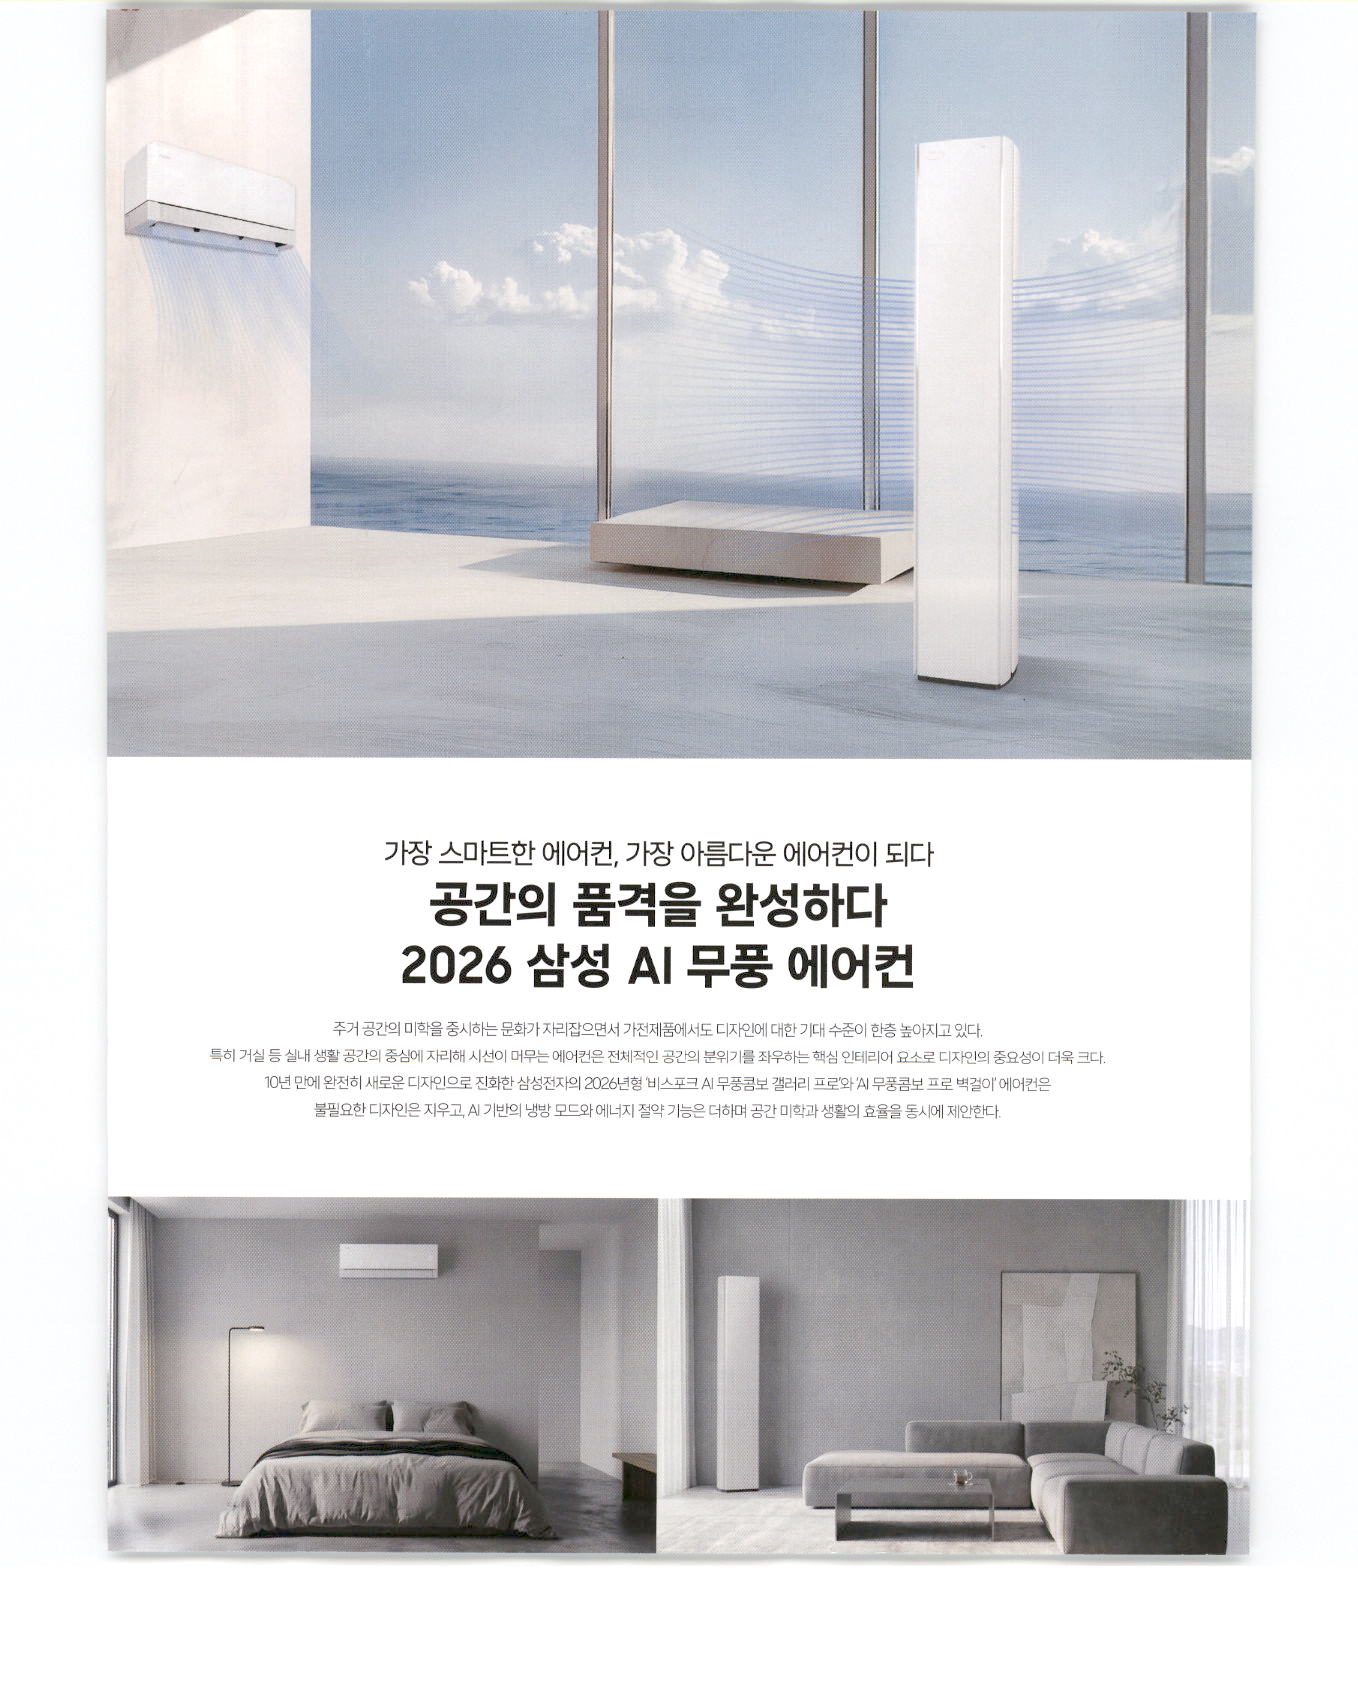 가장 스마트한 에어컨, 가장 아름다운 에어컨이 되다
공간의 품격을 완성하다
2026 삼성 AI 무풍 에어컨
주거 공간의 미학을 중시하는 문화가 자리잡으면서 가전제품에서도 디자인에 대한 기대 수준이 한층 높아지고 있다.
특히 거실 등 실내 생활 공간의 중심에 자리해 시선이 머무는 에어컨은 전체적인 공간의 분위기를 좌우하는 핵심 인테리어 요소로 디자인의 중요성이 더욱 크다.
10년 만에 완전히 새로운 디자인으로 진화한 삼성전자의 2026년형 '비스포크 AI 무풍콤보 갤러리 프로'와 'AI 무풍콤보 프로 벽걸이' 에어컨은
불필요한 디자인은 지우고, AI 기반의 냉방 모드와 에너지 절약 기능은 더하며 공간 미학과 생활의 효율을 동시에 제안한다.